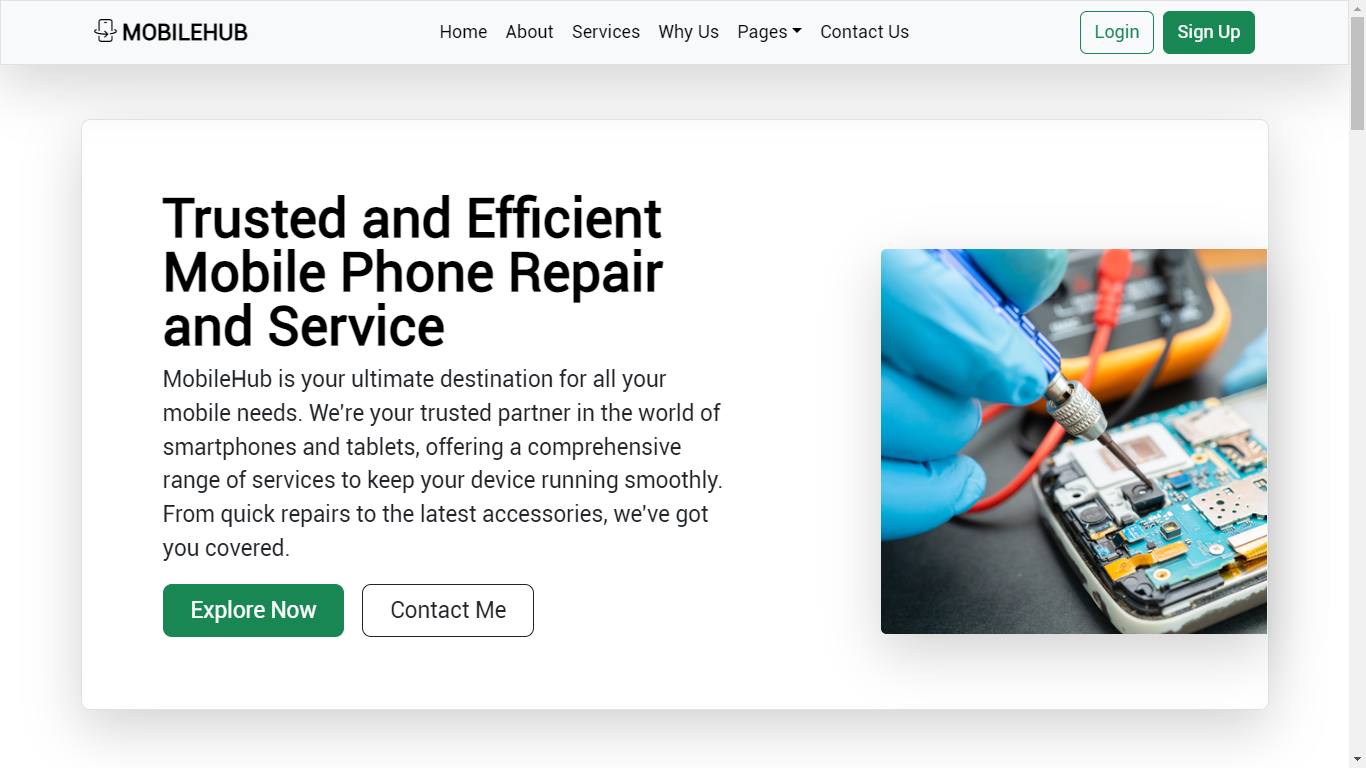 MOBILEHUB
Home About Services Why Us Pages Contact Us
Login Sign Up
Trusted and Efficient
Mobile Phone Repair
and Service
MobileHub is your ultimate destination for all your
mobile needs. We're your trusted partner in the world of
smartphones and tablets, offering a comprehensive
range of services to keep your device running smoothly.
From quick repairs to the latest accessories, we've got
you covered.
Explore Now Contact Me